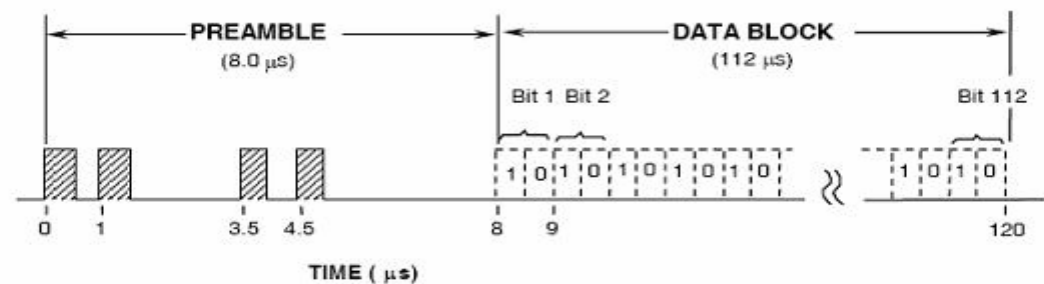 PREAMBLE DATA BLOCK
(8.0 µs) (112 µs)
Bit 1 Bit 2 Bit 112
1 0 1 0 1 0 1 0 1 0 1 0 1 0
0 1 3.5 4.5 8 9 120
TIME ( µs)